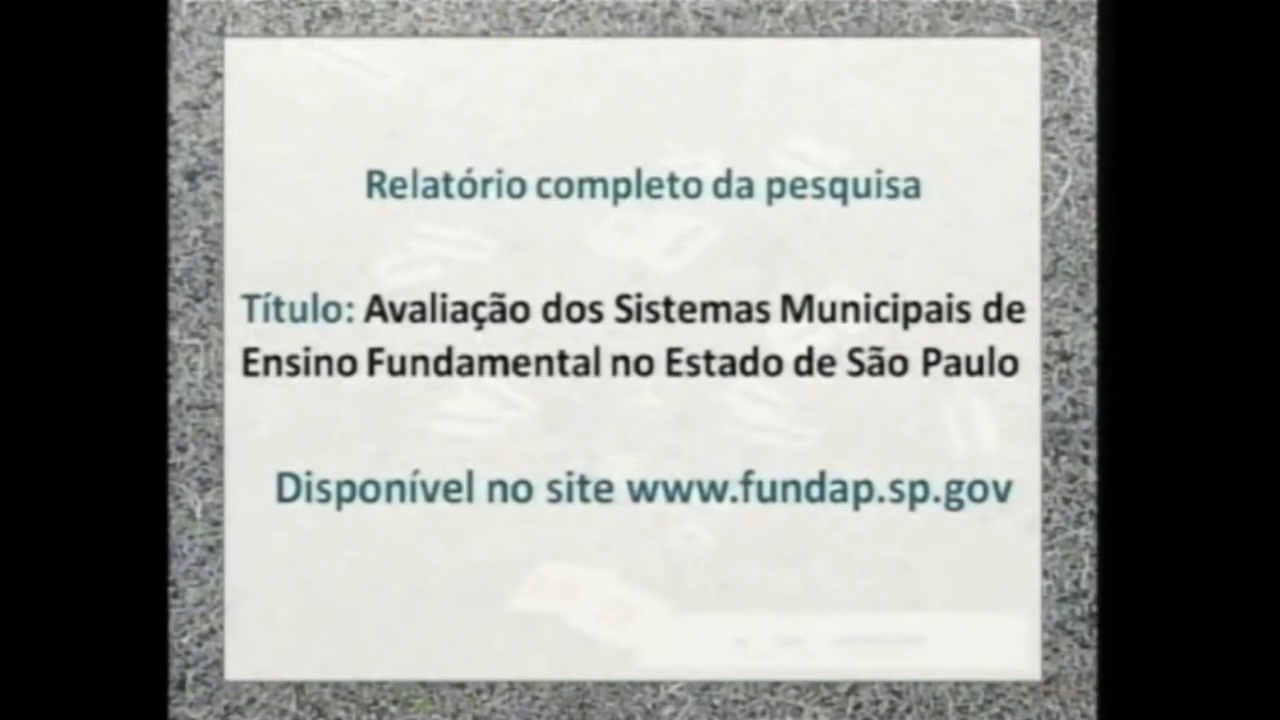 Relatório completo da pesquisa
Título: Avaliação dos Sistemas Municipais de
Ensino Fundamental no Estado de São Paulo
Disponível no site www.fundap.sp.gov